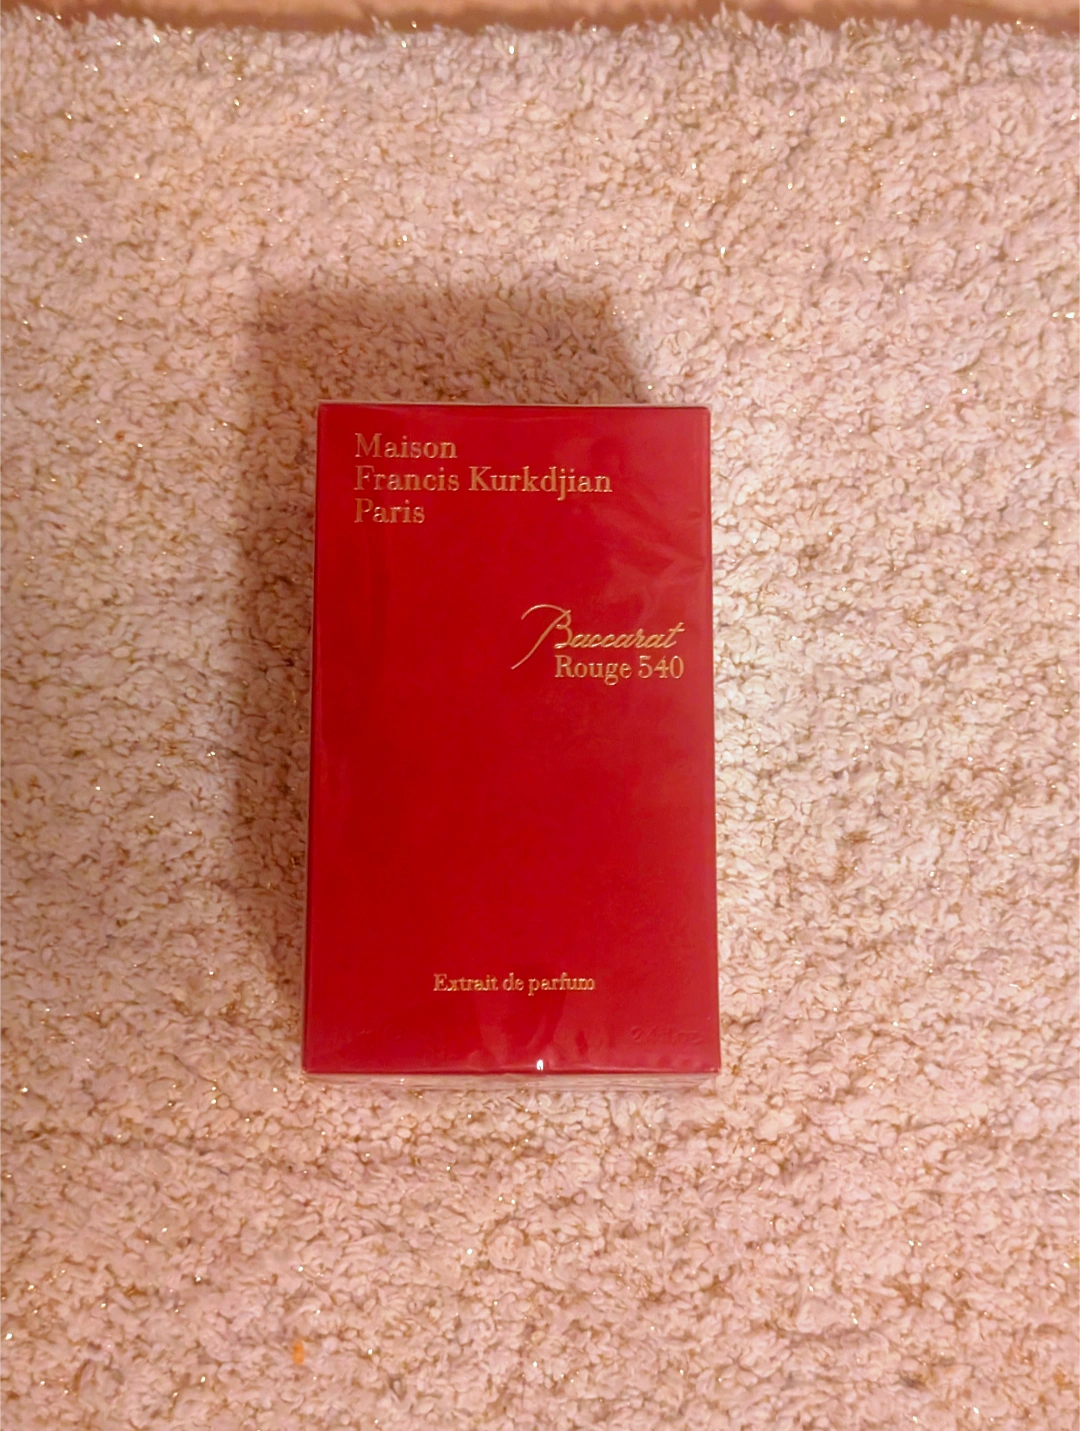 Maison
Francis Kurkdjian
Paris
Baccarat
Rouge 540
Extrait de parfum